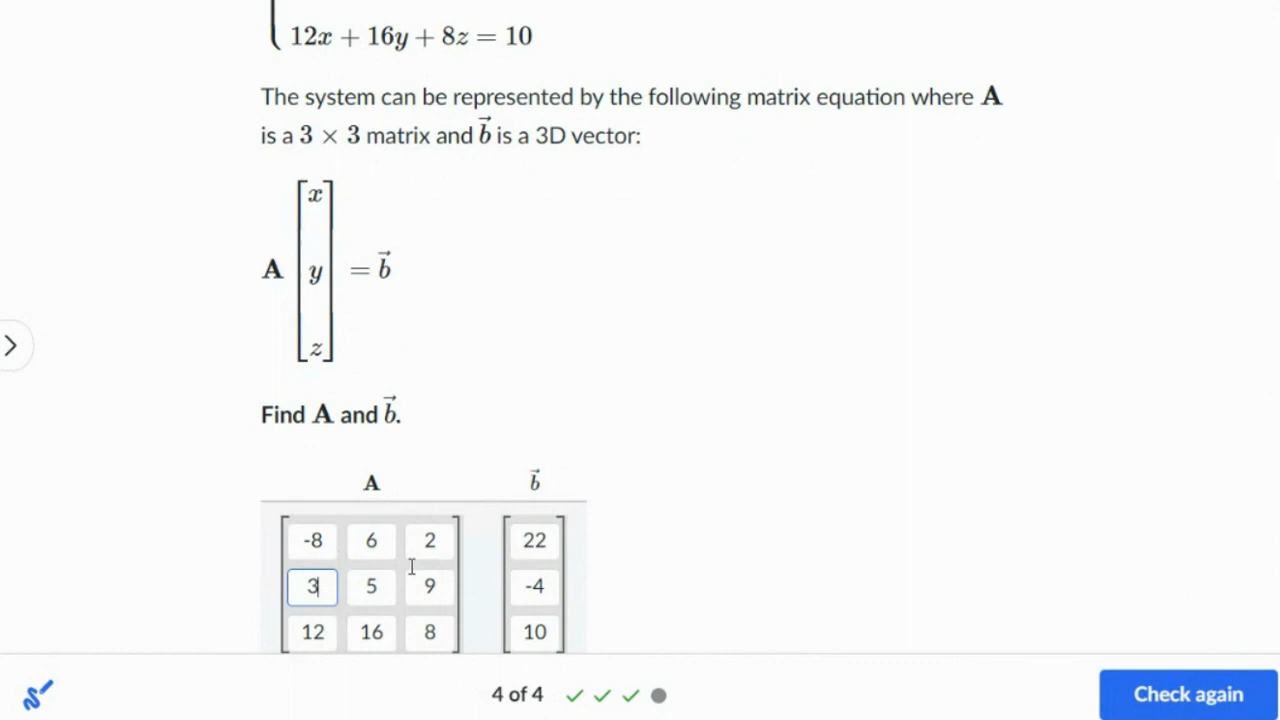 12x + 16y + 8z = 10
The system can be represented by the following matrix equation where A
is a 3 × 3 matrix and b⃗ is a 3D vector:
x
A y = b⃗
z
Find A and b⃗.
A b⃗
-8 6 2 22
3 5 9 -4
12 16 8 10
4 of 4 Check again